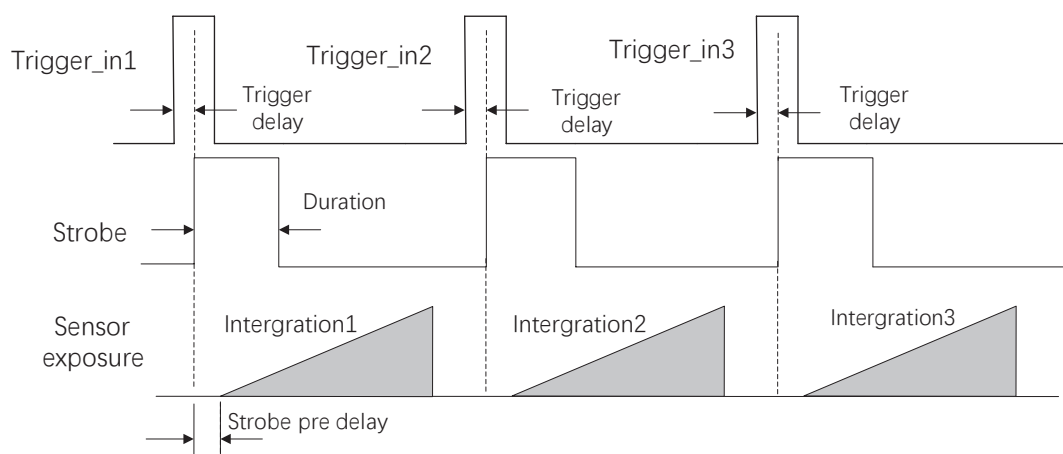 Trigger_in1
Trigger_in2
Trigger_in3
Trigger
delay
Trigger
delay
Trigger
delay
Duration
Strobe
Sensor
exposure
Intergration1
Intergration2
Intergration3
Strobe pre delay